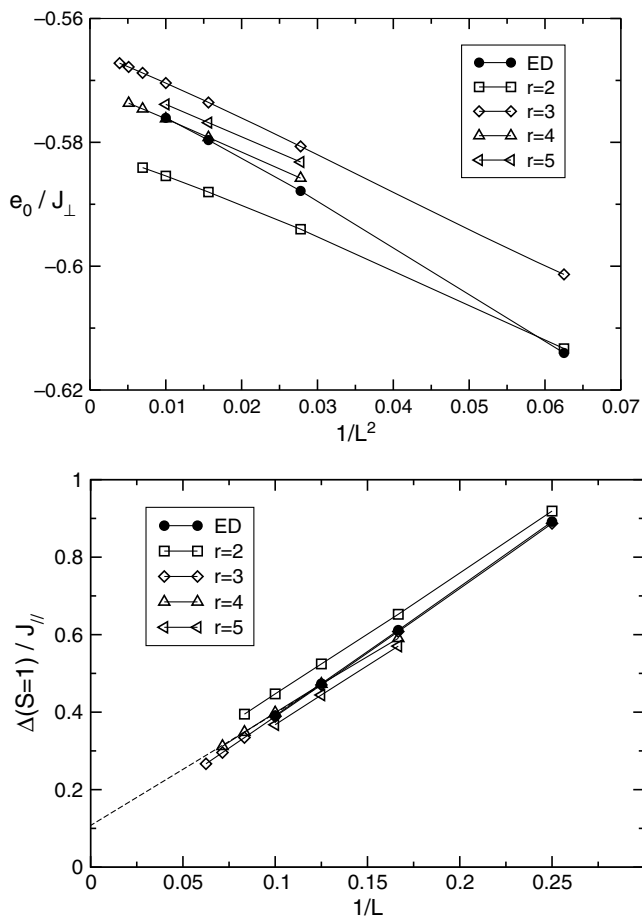 −0.56
−0.58
−0.6
−0.62
e₀ / J⊥
ED
r=2
r=3
r=4
r=5
0
0.01
0.02
0.03
0.04
0.05
0.06
0.07
1/L²
1
0.8
0.6
0.4
0.2
0
Δ(S=1) / J//
ED
r=2
r=3
r=4
r=5
0
0.05
0.1
0.15
0.2
0.25
1/L